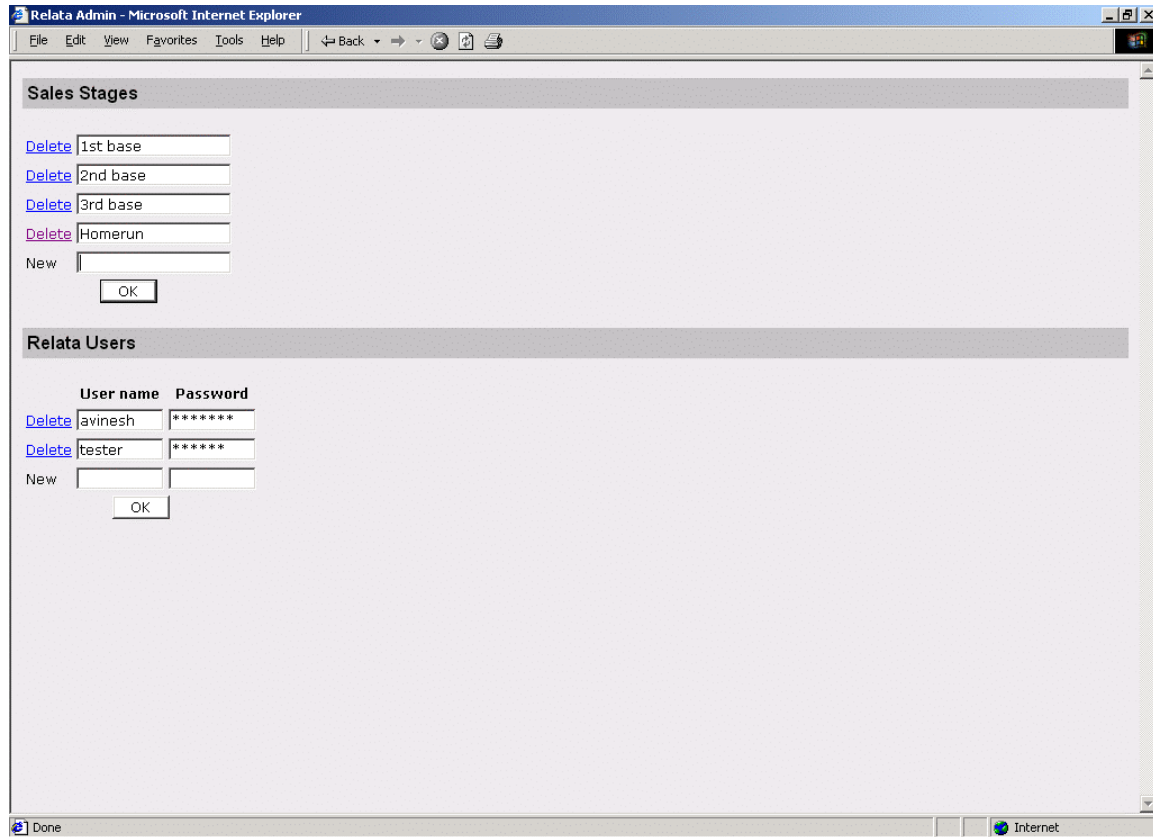 Relata Admin - Microsoft Internet Explorer
File Edit View Favorites Tools Help Back
Sales Stages
Delete 1st base
Delete 2nd base
Delete 3rd base
Delete Homerun
New
OK
Relata Users
User name Password
Delete avinesh *******
Delete tester ******
New
OK
Done Internet